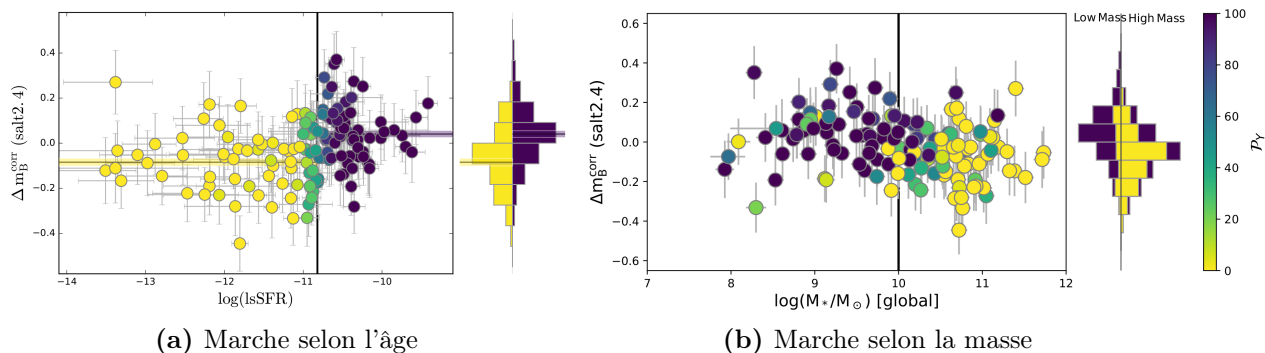 0.4
0.2
0.0
−0.2
−0.4
Δ m_B^corr (salt2.4)
−14 −13 −12 −11 −10
log(lsSFR)
(a) Marche selon l'âge
0.6
0.4
0.2
0.0
−0.2
−0.4
−0.6
Δm_B^corr (salt2.4)
7 8 9 10 11 12
log(M_*/M_⊙) [global]
Low Mass High Mass
100
80
60
40
20
0
𝒫_Y
(b) Marche selon la masse